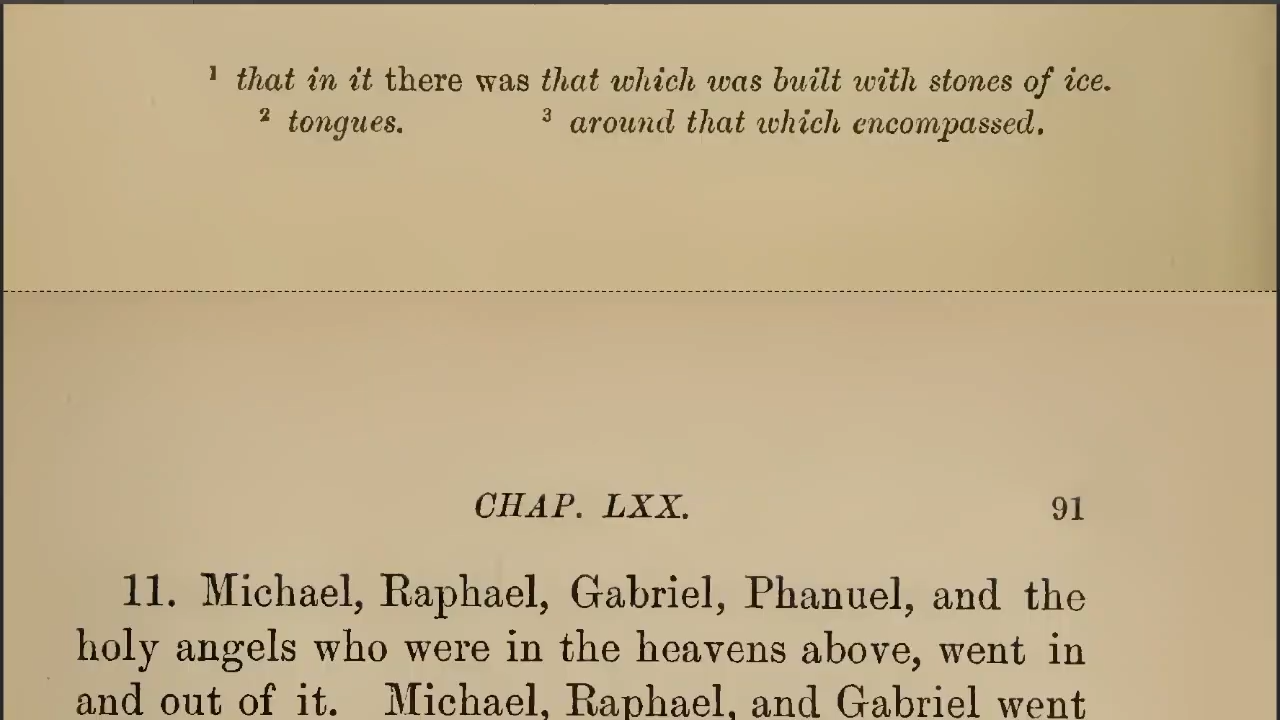 ¹ that in it there was that which was built with stones of ice.
² tongues. ³ around that which encompassed.
CHAP. LXX. 91
11. Michael, Raphael, Gabriel, Phanuel, and the
holy angels who were in the heavens above, went in
and out of it. Michael, Raphael, and Gabriel went